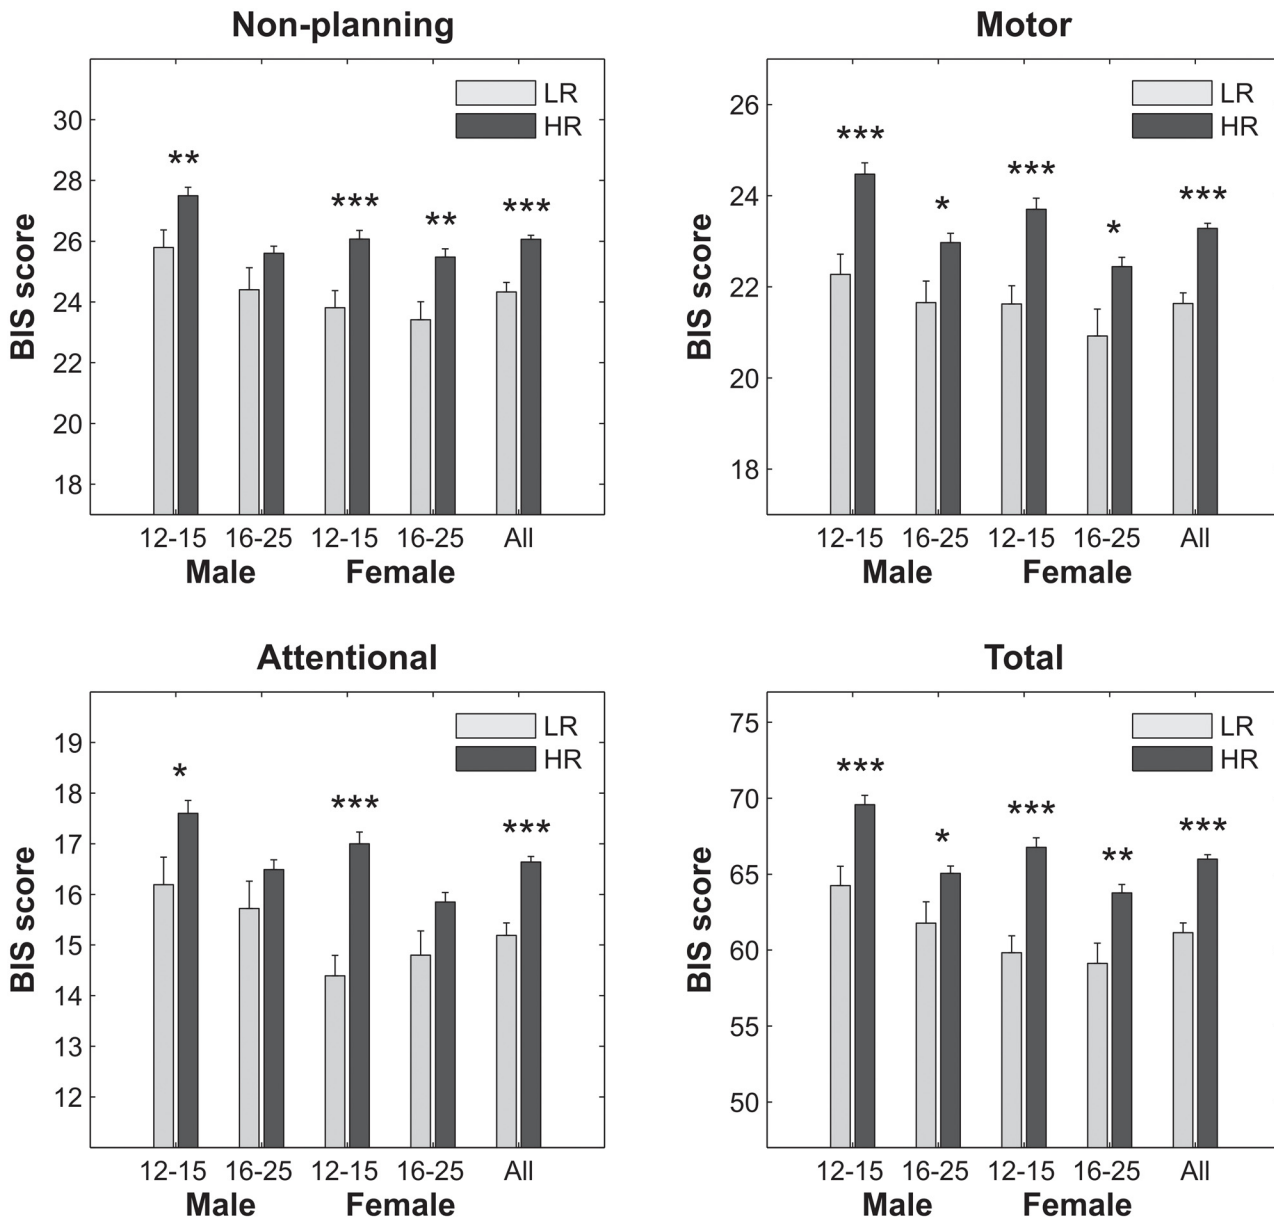 Non-planning
LR
HR
BIS score
30
28
26
24
22
20
18
**
***
**
***
12-15 16-25 12-15 16-25 All
Male Female
Motor
LR
HR
BIS score
26
24
22
20
18
***
*
***
*
***
12-15 16-25 12-15 16-25 All
Male Female
Attentional
LR
HR
BIS score
19
18
17
16
15
14
13
12
*
***
***
12-15 16-25 12-15 16-25 All
Male Female
Total
LR
HR
BIS score
75
70
65
60
55
50
***
*
***
**
***
12-15 16-25 12-15 16-25 All
Male Female